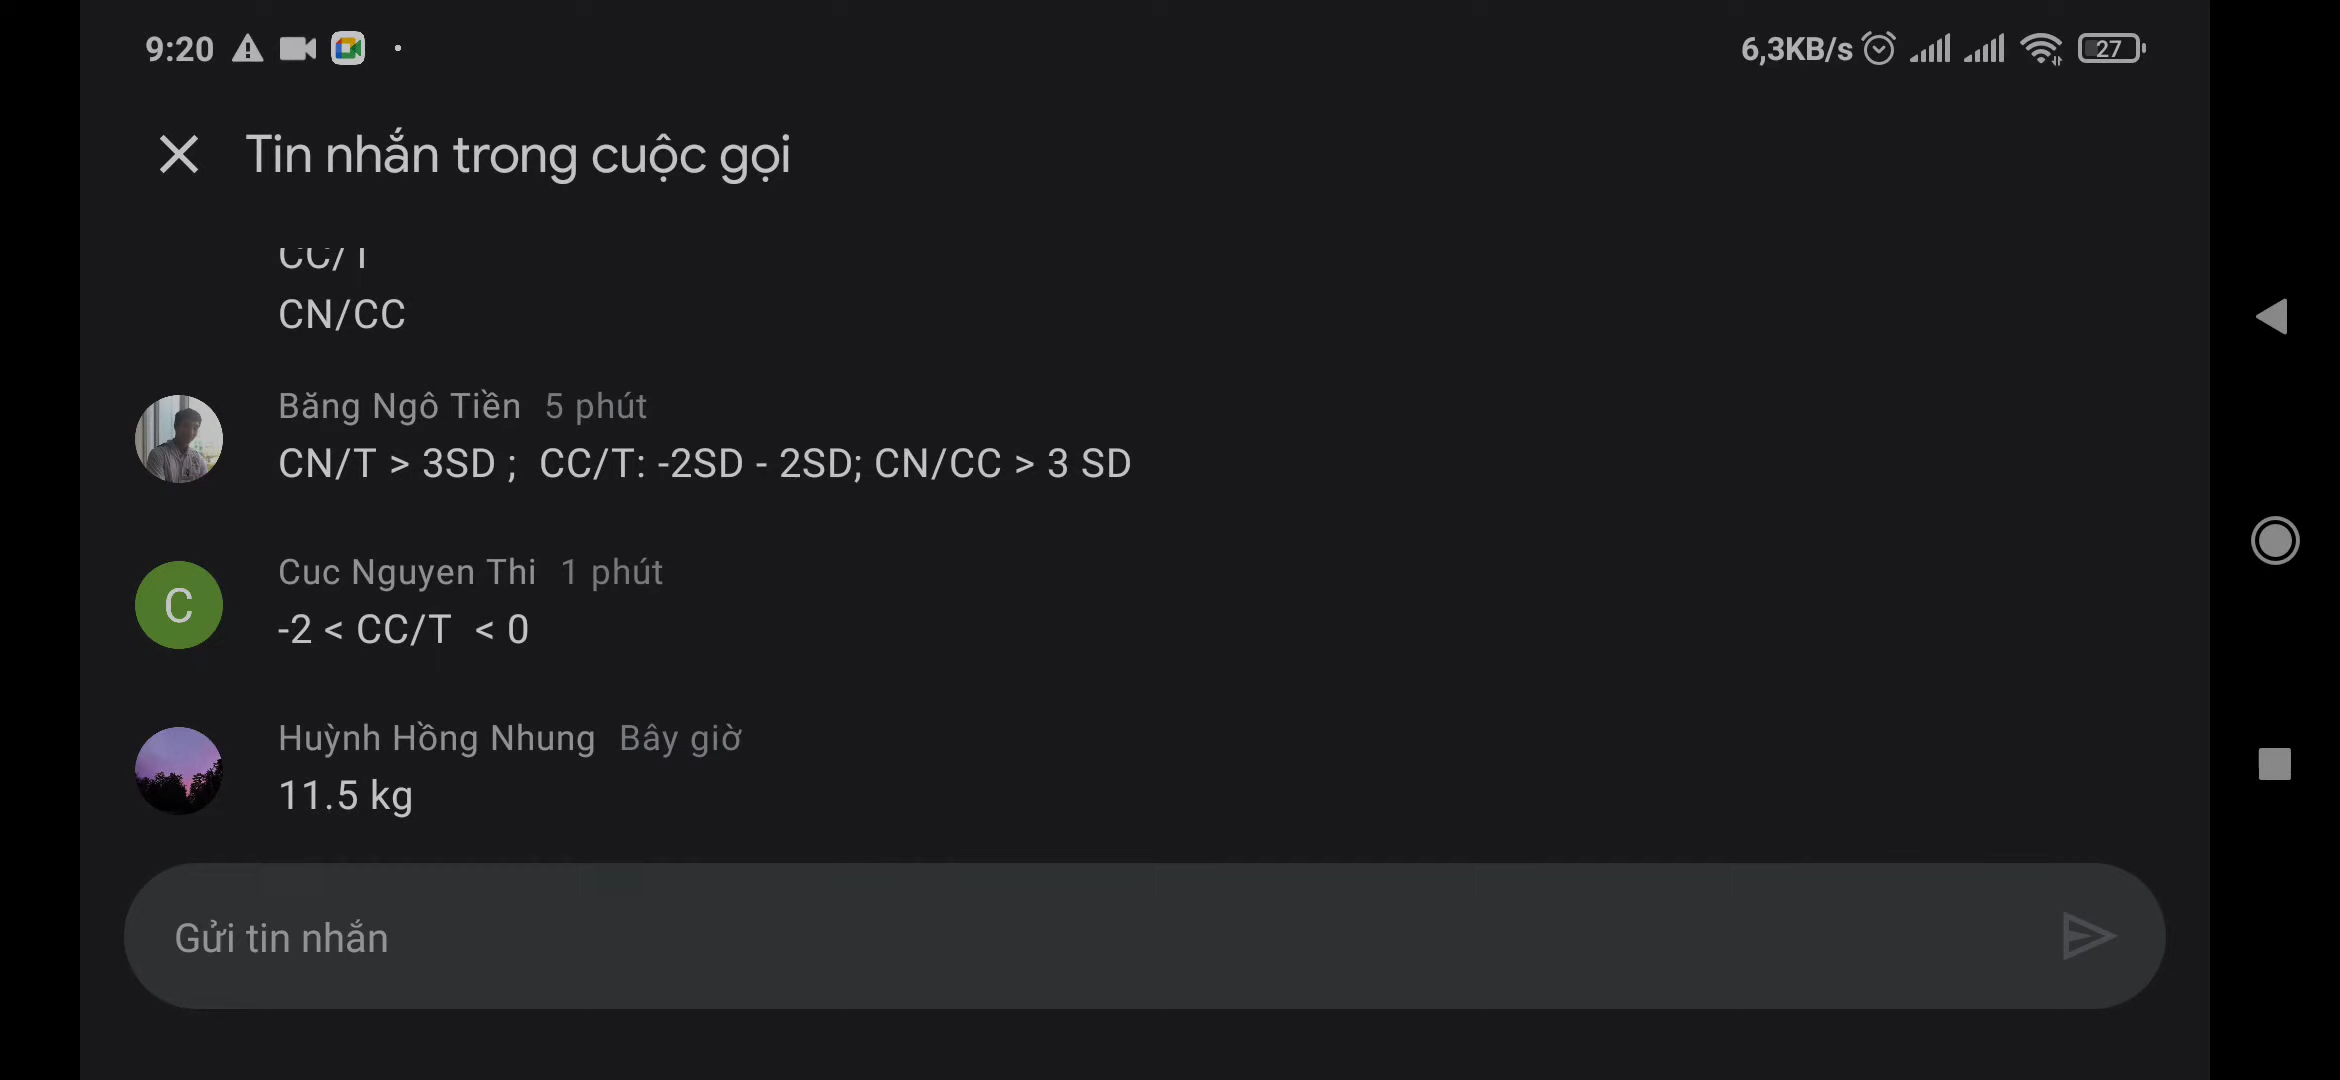 9:20
6,3KB/s
27
Tin nhắn trong cuộc gọi
CC/T
CN/CC
Băng Ngô Tiền 5 phút
CN/T > 3SD ; CC/T: -2SD - 2SD; CN/CC > 3 SD
C
Cuc Nguyen Thi 1 phút
-2 < CC/T < 0
Huỳnh Hồng Nhung Bây giờ
11.5 kg
Gửi tin nhắn